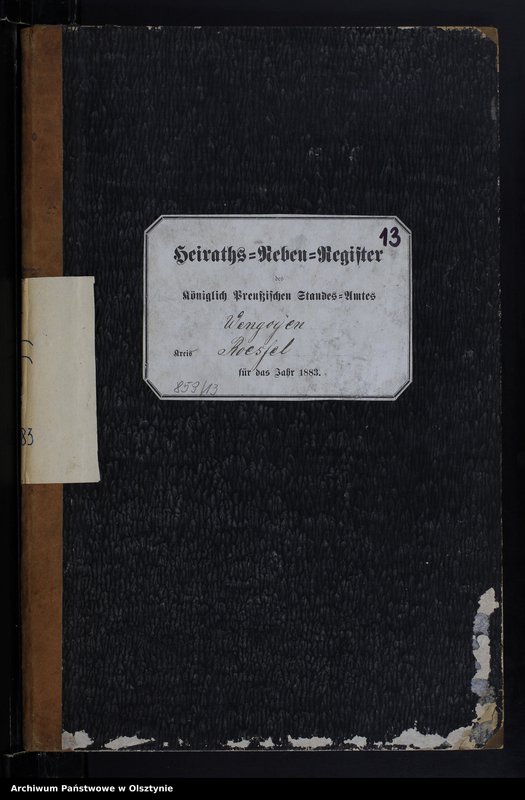 13
Heiraths=Neben=Register
des
Königlich Preußischen Standes=Amtes
Wengoyen
Kreis Roessel
für das Jahr 1883.
859/13
83
Archiwum Państwowe w Olsztynie